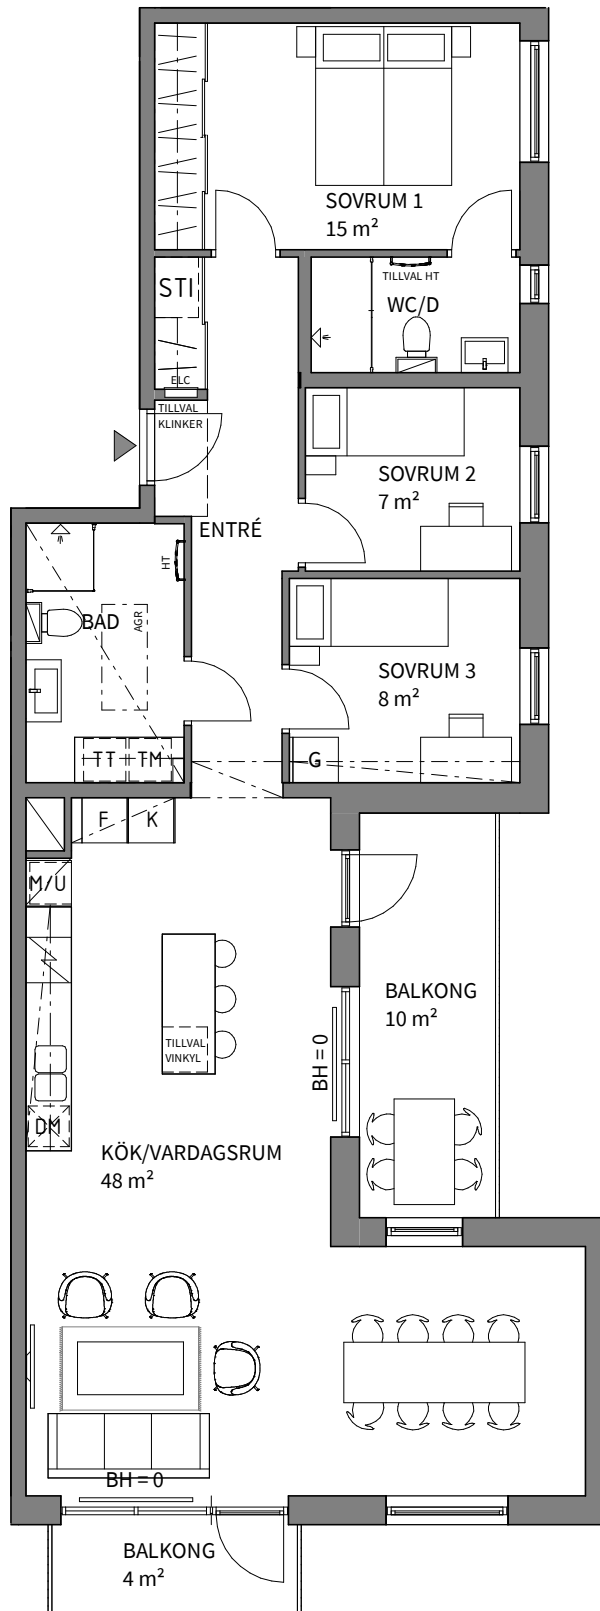 SOVRUM 1
15 m²
STI
TILLVAL HT
WC/D
ELC
TILLVAL
KLINKER
SOVRUM 2
7 m²
ENTRÉ
HT
BAD
AGR
SOVRUM 3
8 m²
TT
TM
G
F
K
M/U
BALKONG
10 m²
TILLVAL
VINKYL
BH = 0
DM
KÖK/VARDAGSRUM
48 m²
BH = 0
BALKONG
4 m²